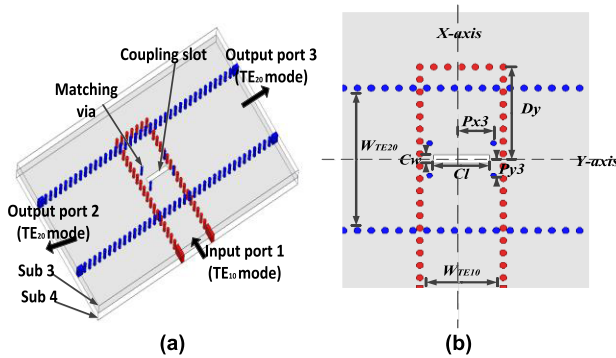 Coupling slot
Output port 3
(TE20 mode)
Matching
via
Output port 2
(TE20 mode)
Input port 1
(TE10 mode)
Sub 3
Sub 4
(a)
X-axis
Px3
Dy
WTE20
Cw
Cl
Py3
Y-axis
WTE10
(b)